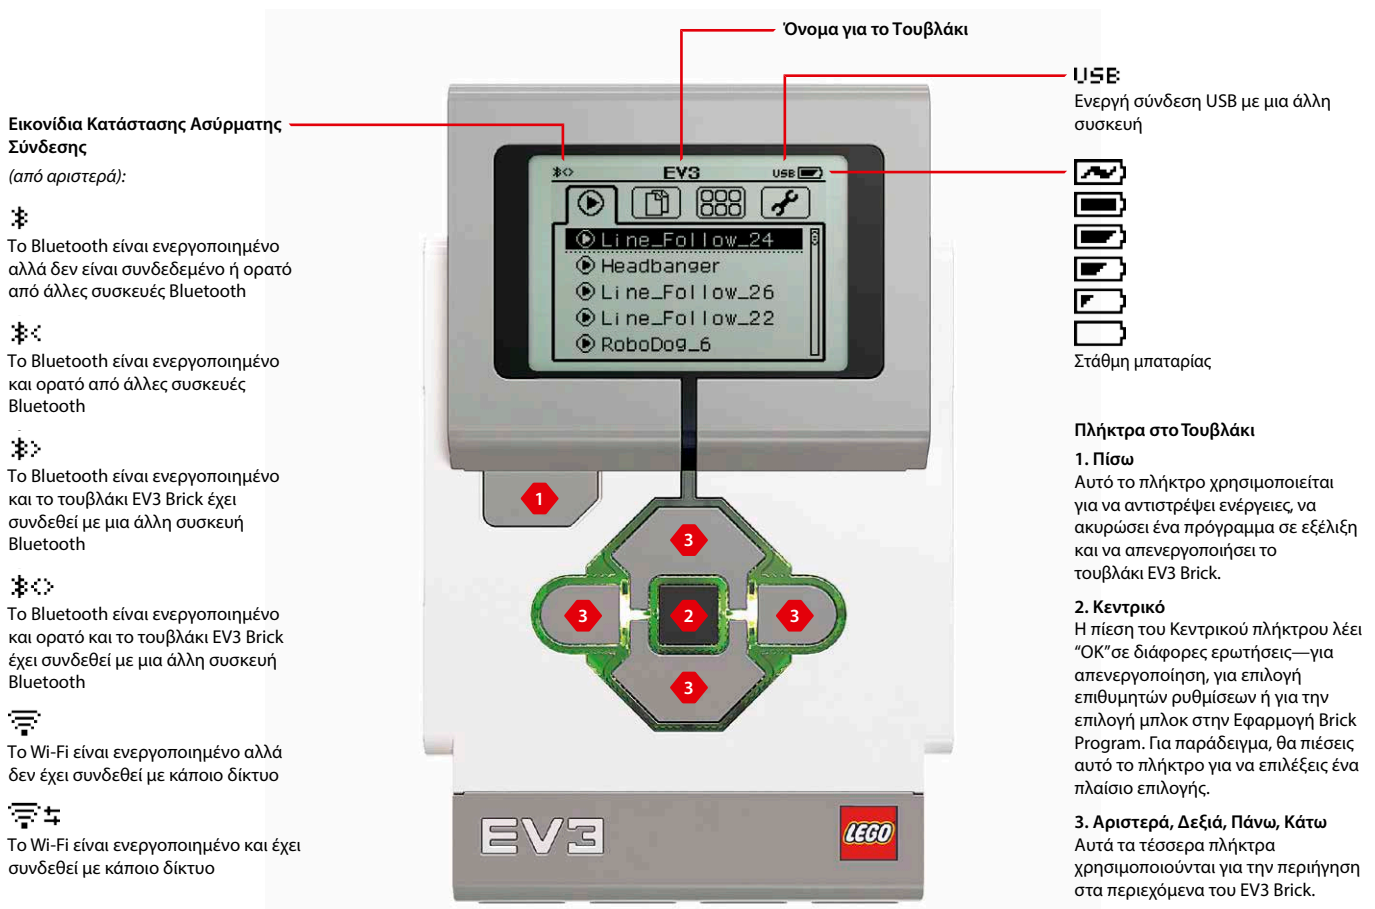 Όνομα για το Τουβλάκι
Εικονίδια Κατάστασης Ασύρματης
Σύνδεσης
(από αριστερά):
Το Bluetooth είναι ενεργοποιημένο
αλλά δεν είναι συνδεδεμένο ή ορατό
από άλλες συσκευές Bluetooth
Το Bluetooth είναι ενεργοποιημένο
και ορατό από άλλες συσκευές
Bluetooth
Το Bluetooth είναι ενεργοποιημένο
και το τουβλάκι EV3 Brick έχει
συνδεθεί με μια άλλη συσκευή
Bluetooth
Το Bluetooth είναι ενεργοποιημένο
και ορατό και το τουβλάκι EV3 Brick
έχει συνδεθεί με μια άλλη συσκευή
Bluetooth
Το Wi-Fi είναι ενεργοποιημένο αλλά
δεν έχει συνδεθεί με κάποιο δίκτυο
Το Wi-Fi είναι ενεργοποιημένο και έχει
συνδεθεί με κάποιο δίκτυο
EV3 USB
Line_Follow_24
Headbanger
Line_Follow_26
Line_Follow_22
RoboDog_6
1
3
3 2 3
3
EV3 LEGO
USB
Ενεργή σύνδεση USB με μια άλλη
συσκευή
Στάθμη μπαταρίας
Πλήκτρα στο Τουβλάκι
1. Πίσω
Αυτό το πλήκτρο χρησιμοποιείται
για να αντιστρέψει ενέργειες, να
ακυρώσει ένα πρόγραμμα σε εξέλιξη
και να απενεργοποιήσει το
τουβλάκι EV3 Brick.
2. Κεντρικό
Η πίεση του Κεντρικού πλήκτρου λέει
“OK”σε διάφορες ερωτήσεις—για
απενεργοποίηση, για επιλογή
επιθυμητών ρυθμίσεων ή για την
επιλογή μπλοκ στην Εφαρμογή Brick
Program. Για παράδειγμα, θα πιέσεις
αυτό το πλήκτρο για να επιλέξεις ένα
πλαίσιο επιλογής.
3. Αριστερά, Δεξιά, Πάνω, Κάτω
Αυτά τα τέσσερα πλήκτρα
χρησιμοποιούνται για την περιήγηση
στα περιεχόμενα του EV3 Brick.